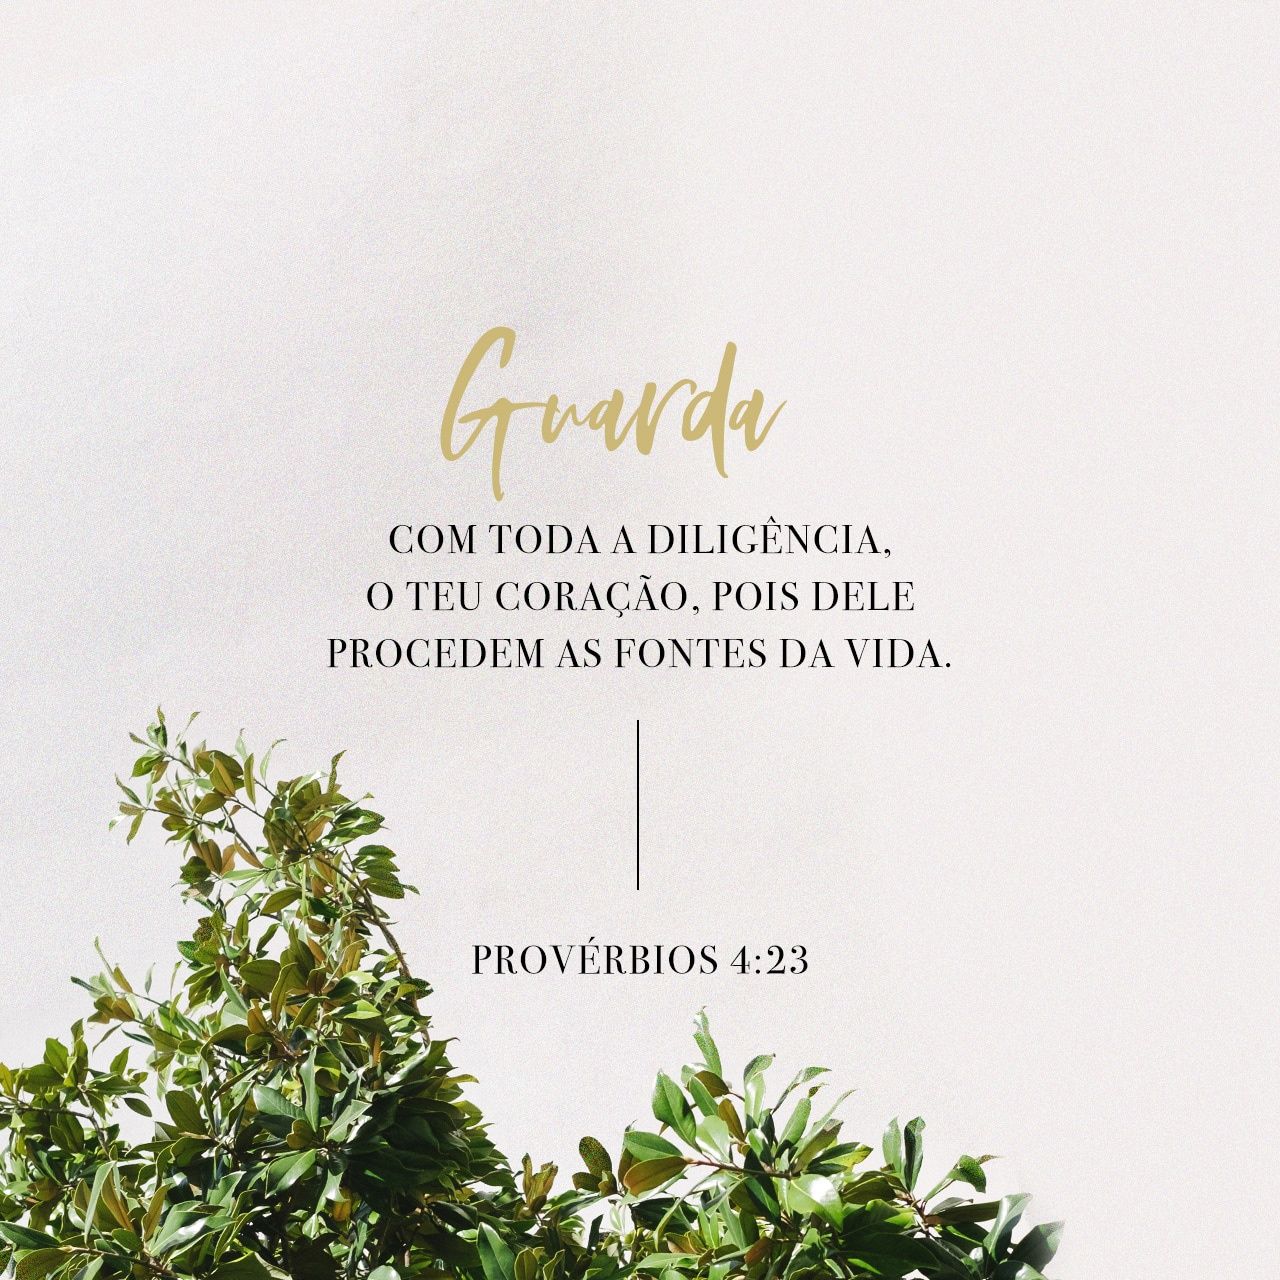 Guarda
COM TODA A DILIGÊNCIA,
O TEU CORAÇÃO, POIS DELE
PROCEDEM AS FONTES DA VIDA.
PROVÉRBIOS 4:23